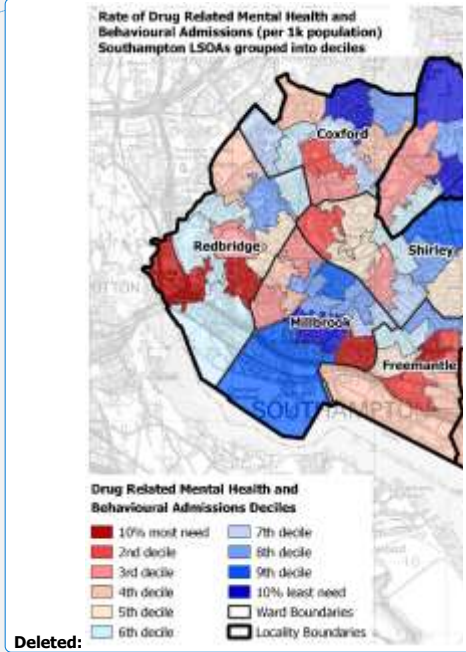 Rate of Drug Related Mental Health and
Behavioural Admissions (per 1k population)
Southampton LSOAs grouped into deciles
Coxford
Redbridge
Shirley
Millbrook
Freemantle
SOUTHAMPTON
Drug Related Mental Health and
Behavioural Admissions Deciles
10% most need
2nd decile
3rd decile
4th decile
5th decile
6th decile
7th decile
8th decile
9th decile
10% least need
Ward Boundaries
Locality Boundaries
Deleted: